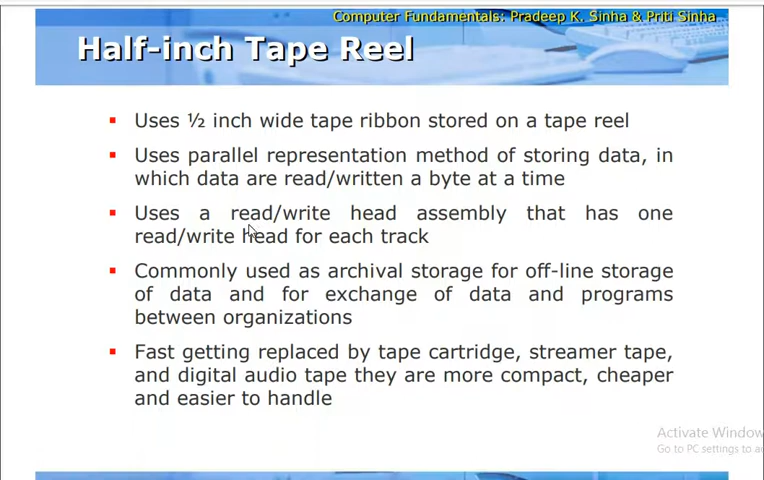 Computer Fundamentals: Pradeep K. Sinha & Priti Sinha
Half-inch Tape Reel
▪ Uses ½ inch wide tape ribbon stored on a tape reel
▪ Uses parallel representation method of storing data, in
which data are read/written a byte at a time
▪ Uses a read/write head assembly that has one
read/write head for each track
▪ Commonly used as archival storage for off-line storage
of data and for exchange of data and programs
between organizations
▪ Fast getting replaced by tape cartridge, streamer tape,
and digital audio tape they are more compact, cheaper
and easier to handle
Activate Window
Go to PC settings to a